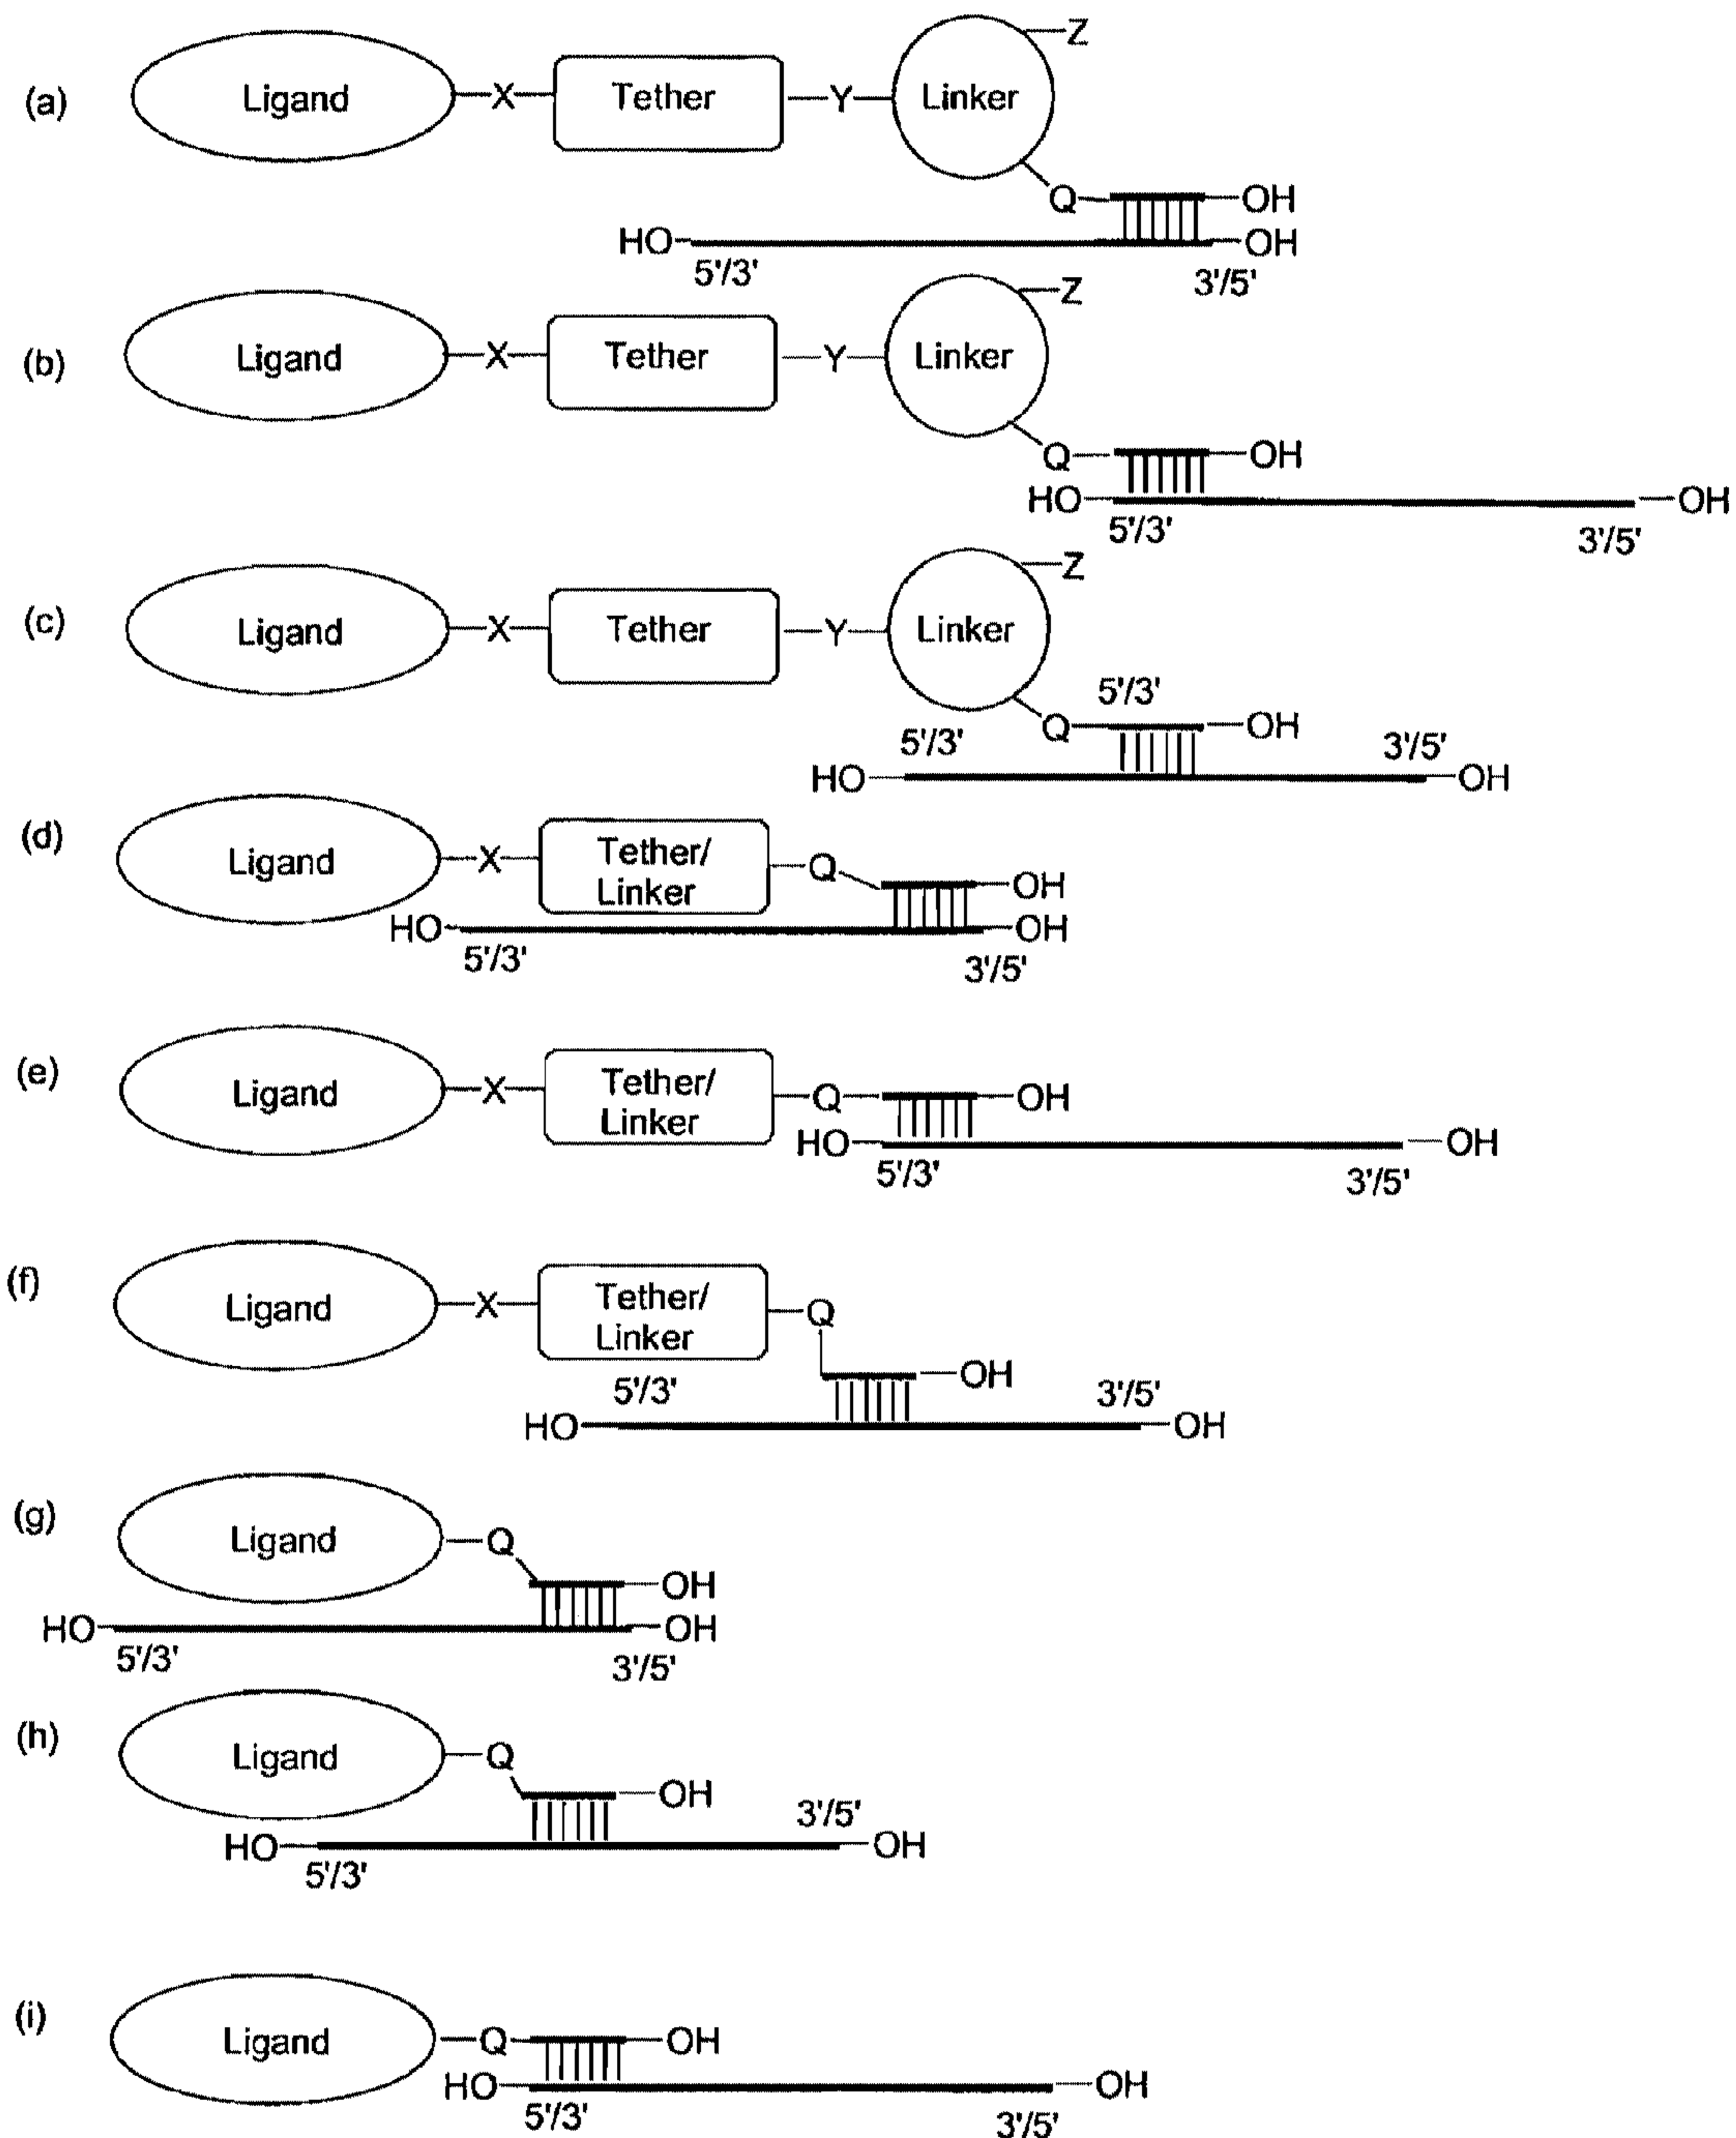 (a) Ligand X Tether Y Linker Z
Q OH
HO OH
5'/3' 3'/5'
(b) Ligand X Tether Y Linker Z
Q OH
HO OH
5'/3' 3'/5'
(c) Ligand X Tether Y Linker Z
5'/3'
Q OH
5'/3' 3'/5'
HO OH
(d) Ligand X Tether/
Linker Q OH
HO OH
5'/3' 3'/5'
(e) Ligand X Tether/
Linker Q OH
HO OH
5'/3' 3'/5'
(f) Ligand X Tether/
Linker Q
OH
5'/3' 3'/5'
HO OH
(g) Ligand Q
OH
HO OH
5'/3' 3'/5'
(h) Ligand Q
OH
3'/5'
HO OH
5'/3'
(i) Ligand Q OH
HO OH
5'/3' 3'/5'